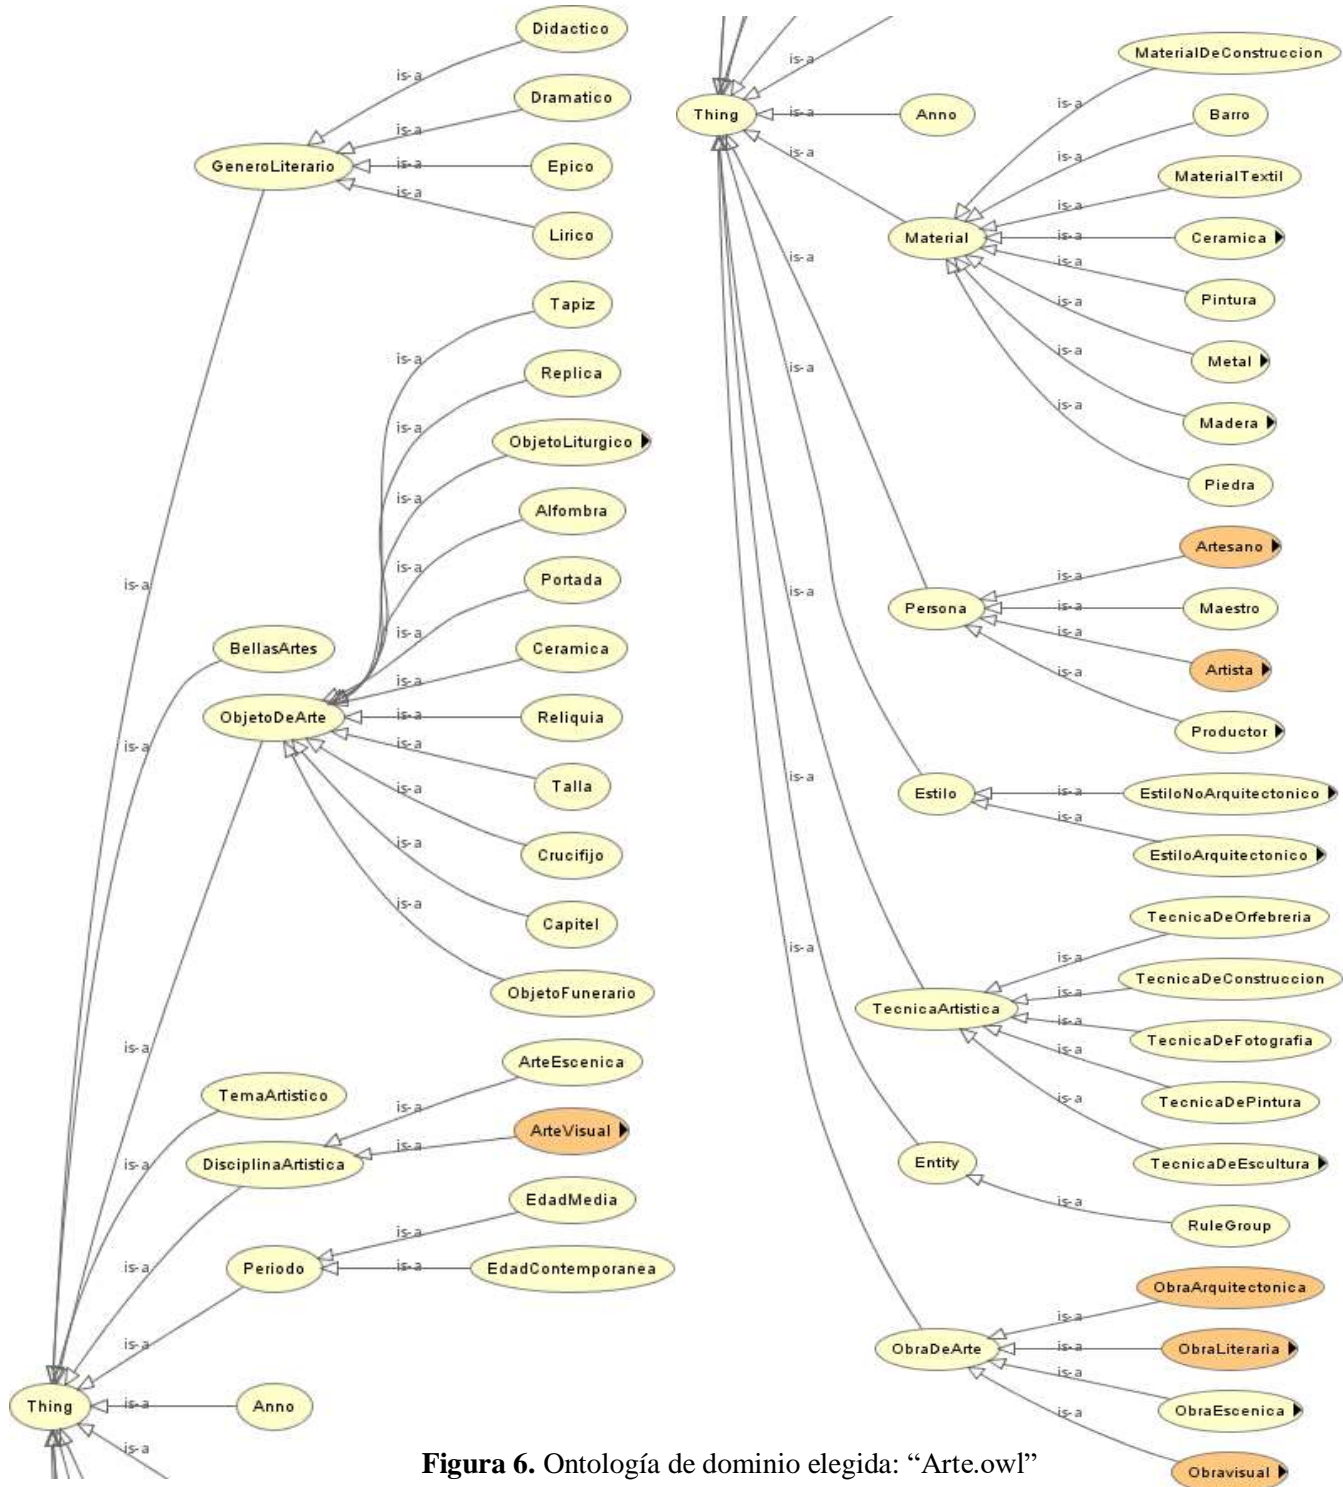 Didactico
is-a
Dramatico
is-a
GeneroLiterario
is-a
Epico
is-a
Lirico
Tapiz
is-a
Replica
is-a
ObjetoLiturgico
is-a
Alfombra
is-a
Portada
is-a
is-a
BellasArtes
Ceramica
is-a
ObjetoDeArte
is-a
Reliquia
is-a
is-a
Talla
is-a
Crucifijo
is-a
Capitel
is-a
ObjetoFunerario
is-a
ArteEscenica
TemaArtistico
is-a
ArteVisual
is-a
DisciplinaArtistica
is-a
EdadMedia
is-a
Periodo
is-a
EdadContemporanea
is-a
is-a
Thing
is-a
Anno
is-a
is-a
Thing
is-a
Anno
is-a
MaterialDeConstruccion
is-a
Barro
is-a
MaterialTextil
is-a
Material
is-a
Ceramica
is-a
Pintura
is-a
Metal
is-a
Madera
is-a
Piedra
is-a
is-a
Artesano
is-a
Persona
is-a
Maestro
is-a
Artista
is-a
Productor
is-a
Estilo
is-a
EstiloNoArquitectonico
is-a
EstiloArquitectonico
is-a
TecnicaDeOrfebreria
is-a
TecnicaDeConstruccion
is-a
TecnicaArtistica
is-a
TecnicaDeFotografia
is-a
TecnicaDePintura
is-a
TecnicaDeEscultura
Entity
is-a
RuleGroup
is-a
ObraArquitectonica
is-a
ObraDeArte
is-a
ObraLiteraria
is-a
ObraEscenica
is-a
Obravisual
Figura 6. Ontología de dominio elegida: “Arte.owl”